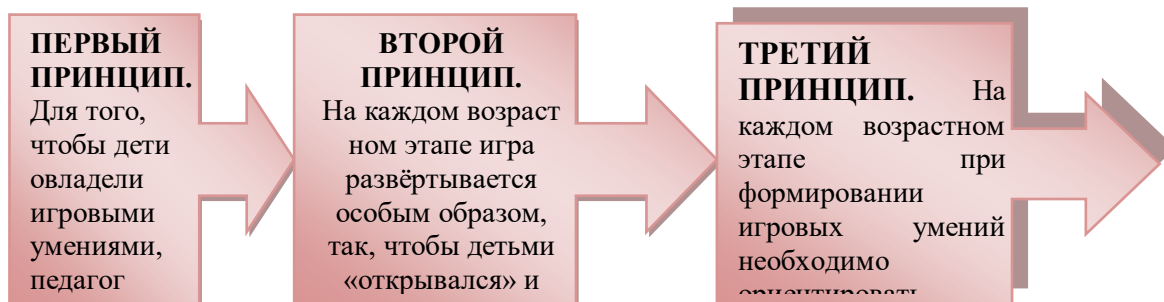 ПЕРВЫЙ
ПРИНЦИП.
Для того,
чтобы дети
овладели
игровыми
умениями,
педагог
ВТОРОЙ
ПРИНЦИП.
На каждом возраст
ном этапе игра
развёртывается
особым образом,
так, чтобы детьми
«открывался» и
ТРЕТИЙ
ПРИНЦИП. На
каждом возрастном
этапе при
формировании
игровых умений
необходимо
ориентировать